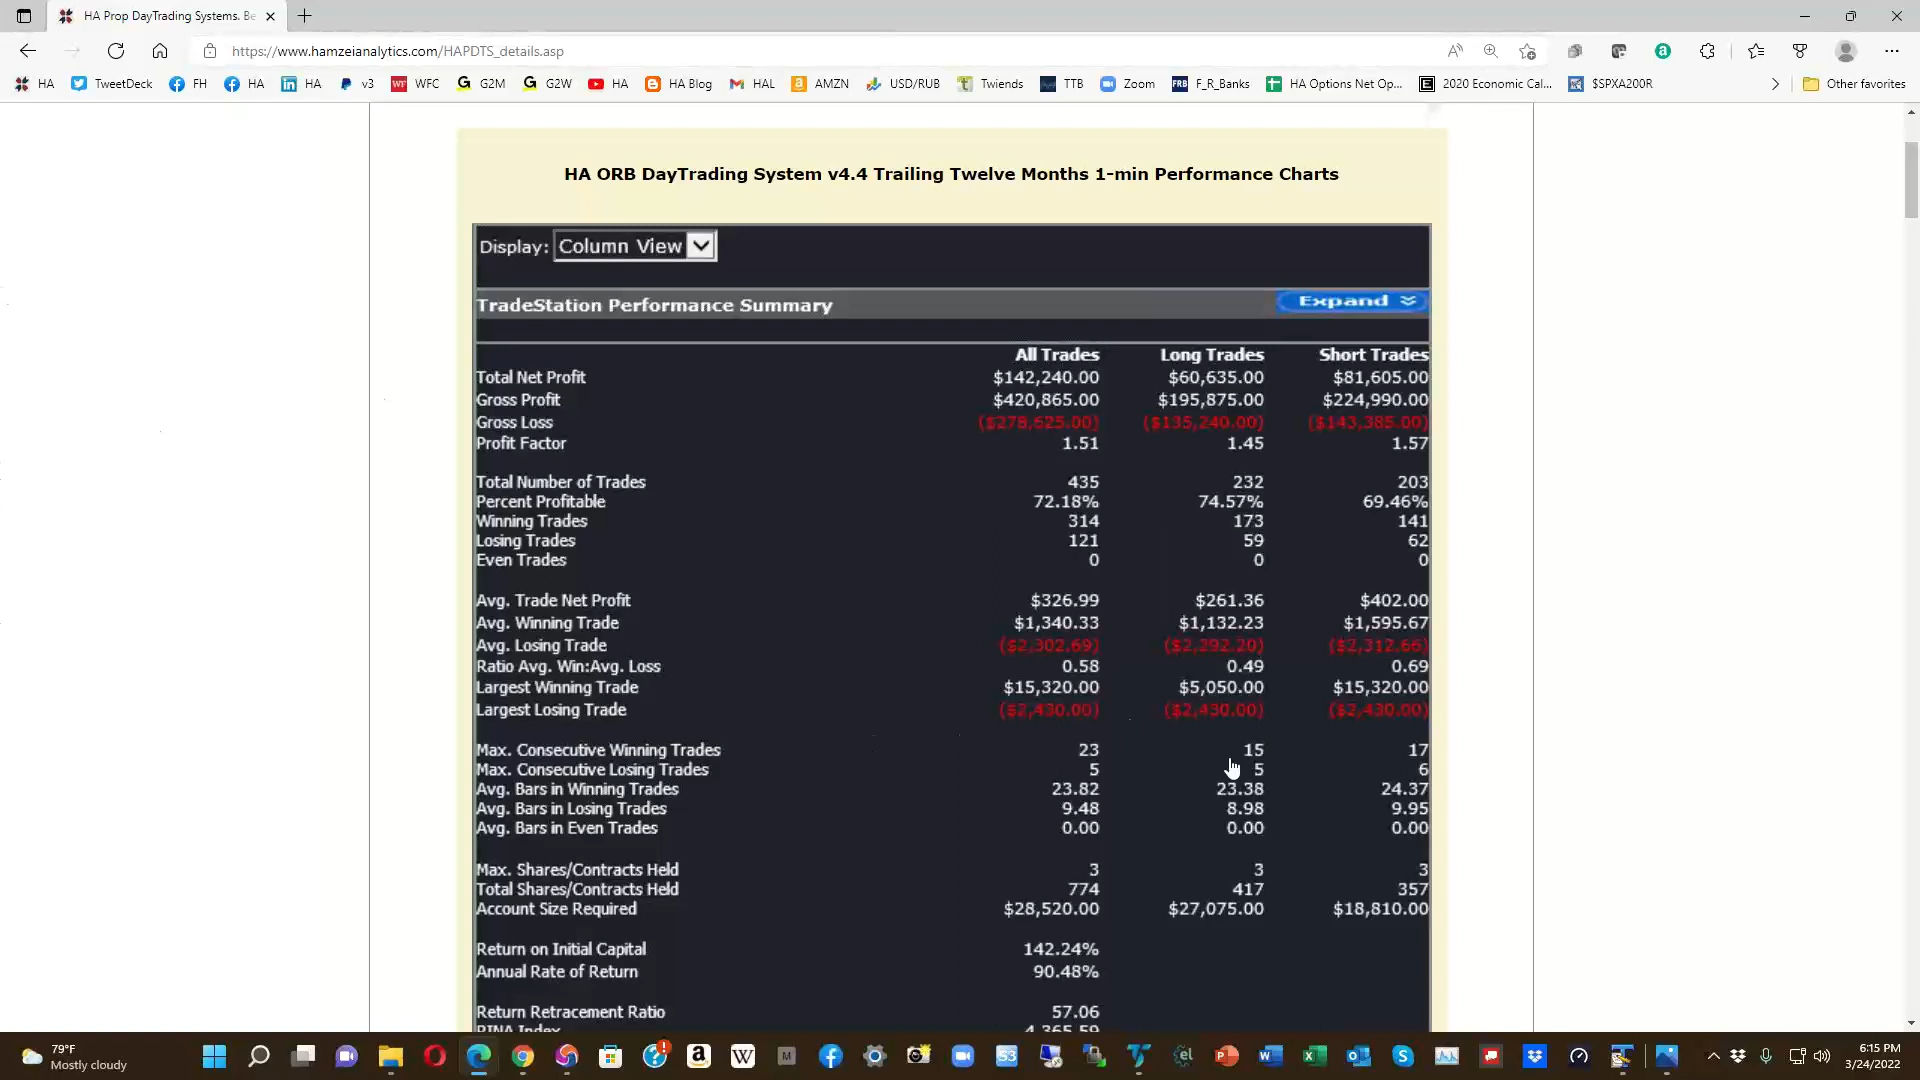 HA Prop DayTrading Systems. Be
https://www.hamzeianalytics.com/HAPDTS_details.asp
HA TweetDeck FH HA HA v3 WFC G2M G2W HA HA Blog HAL AMZN USD/RUB Twiends TTB Zoom F_R_Banks HA Options Net Op... 2020 Economic Cal... $SPXA200R Other favorites
HA ORB DayTrading System v4.4 Trailing Twelve Months 1-min Performance Charts
Display: Column View
TradeStation Performance Summary Expand
All Trades Long Trades Short Trades
Total Net Profit $142,240.00 $60,635.00 $81,605.00
Gross Profit $420,865.00 $195,875.00 $224,990.00
Gross Loss ($278,625.00) ($135,240.00) ($143,385.00)
Profit Factor 1.51 1.45 1.57
Total Number of Trades 435 232 203
Percent Profitable 72.18% 74.57% 69.46%
Winning Trades 314 173 141
Losing Trades 121 59 62
Even Trades 0 0 0
Avg. Trade Net Profit $326.99 $261.36 $402.00
Avg. Winning Trade $1,340.33 $1,132.23 $1,595.67
Avg. Losing Trade ($2,302.69) ($2,292.20) ($2,312.66)
Ratio Avg. Win:Avg. Loss 0.58 0.49 0.69
Largest Winning Trade $15,320.00 $5,050.00 $15,320.00
Largest Losing Trade ($2,430.00) ($2,430.00) ($2,430.00)
Max. Consecutive Winning Trades 23 15 17
Max. Consecutive Losing Trades 5 5 6
Avg. Bars in Winning Trades 23.82 23.38 24.37
Avg. Bars in Losing Trades 9.48 8.98 9.95
Avg. Bars in Even Trades 0.00 0.00 0.00
Max. Shares/Contracts Held 3 3 3
Total Shares/Contracts Held 774 417 357
Account Size Required $28,520.00 $27,075.00 $18,810.00
Return on Initial Capital 142.24%
Annual Rate of Return 90.48%
Return Retracement Ratio 57.06
RINA Index 4,365.59
79°F
Mostly cloudy
6:15 PM
3/24/2022